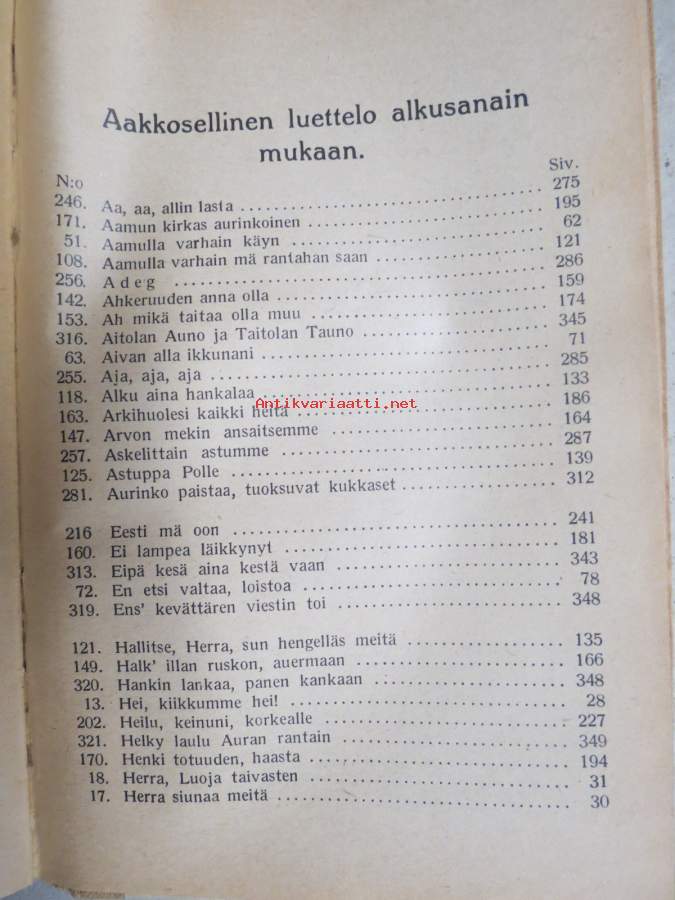 Aakkosellinen luettelo alkusanain
mukaan.
N:o Siv.
246. Aa, aa, allin lasta 275
171. Aamun kirkas aurinkoinen 195
51. Aamulla varhain käyn 62
108. Aamulla varhain mä rantahan saan 121
256. Adeg 286
142. Ahkeruuden anna olla 159
153. Ah mikä taitaa olla muu 174
316. Aitolan Auno ja Taitolan Tauno 345
63. Aivan alla ikkunani 71
255. Aja, aja, aja 285
118. Alku aina hankalaa 133
163. Arkihuolesi kaikki heitä 186
Antikvariaatti.net
147. Arvon mekin ansaitsemme 164
257. Askelittain astumme 287
125. Astuppa Polle 139
281. Aurinko paistaa, tuoksuvat kukkaset 312
216 Eesti mä oon 241
160. Ei lampea läikkynyt 181
313. Eipä kesä aina kestä vaan 343
72. En etsi valtaa, loistoa 78
319. Ens' kevättären viestin toi 348
121. Hallitse, Herra, sun hengelläs meitä 135
149. Halk' illan ruskon, auermaan 166
320. Hankin lankaa, panen kankaan 348
13. Hei, kiikkumme hei! 28
202. Heilu, keinuni, korkealle 227
321. Helky laulu Auran rantain 349
170. Henki totuuden, haasta 194
18. Herra, Luoja taivasten 31
17. Herra siunaa meitä 30